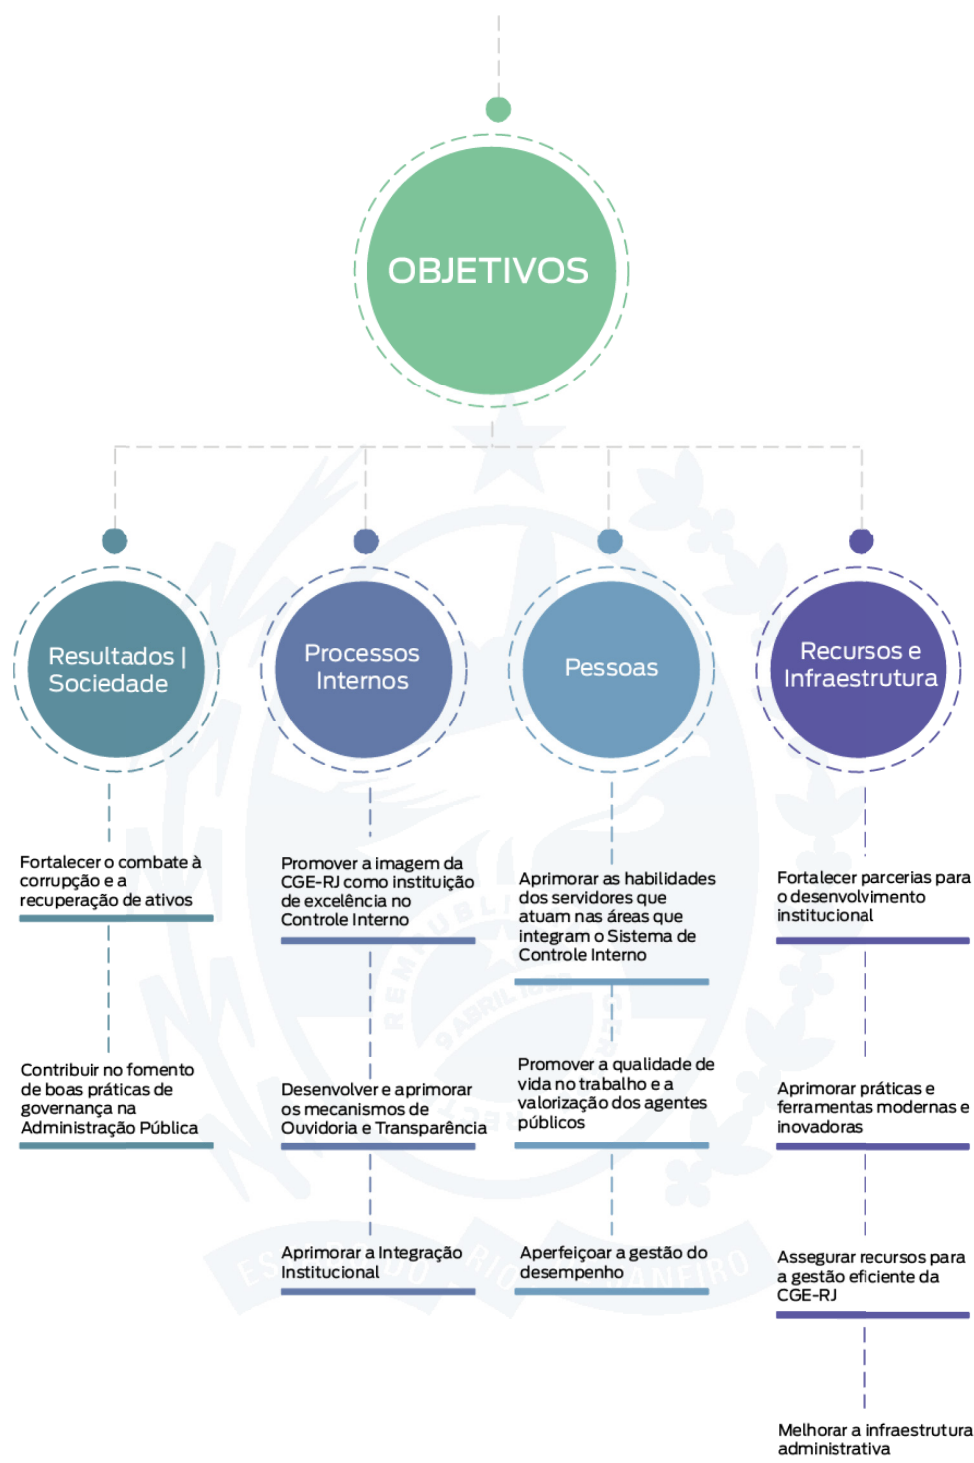 OBJETIVOS
Resultados |
Sociedade
Fortalecer o combate à
corrupção e a
recuperação de ativos
Contribuir no fomento
de boas práticas de
governança na
Administração Pública
Processos
Internos
Promover a imagem da
CGE-RJ como instituição
de excelência no
Controle Interno
Desenvolver e aprimorar
os mecanismos de
Ouvidoria e Transparência
Aprimorar a Integração
Institucional
Pessoas
Aprimorar as habilidades
dos servidores que
atuam nas áreas que
integram o Sistema de
Controle Interno
Promover a qualidade de
vida no trabalho e a
valorização dos agentes
públicos
Aperfeiçoar a gestão do
desempenho
Recursos e
Infraestrutura
Fortalecer parcerias para
o desenvolvimento
institucional
Aprimorar práticas e
ferramentas modernas e
inovadoras
Assegurar recursos para
a gestão eficiente da
CGE-RJ
Melhorar a infraestrutura
administrativa